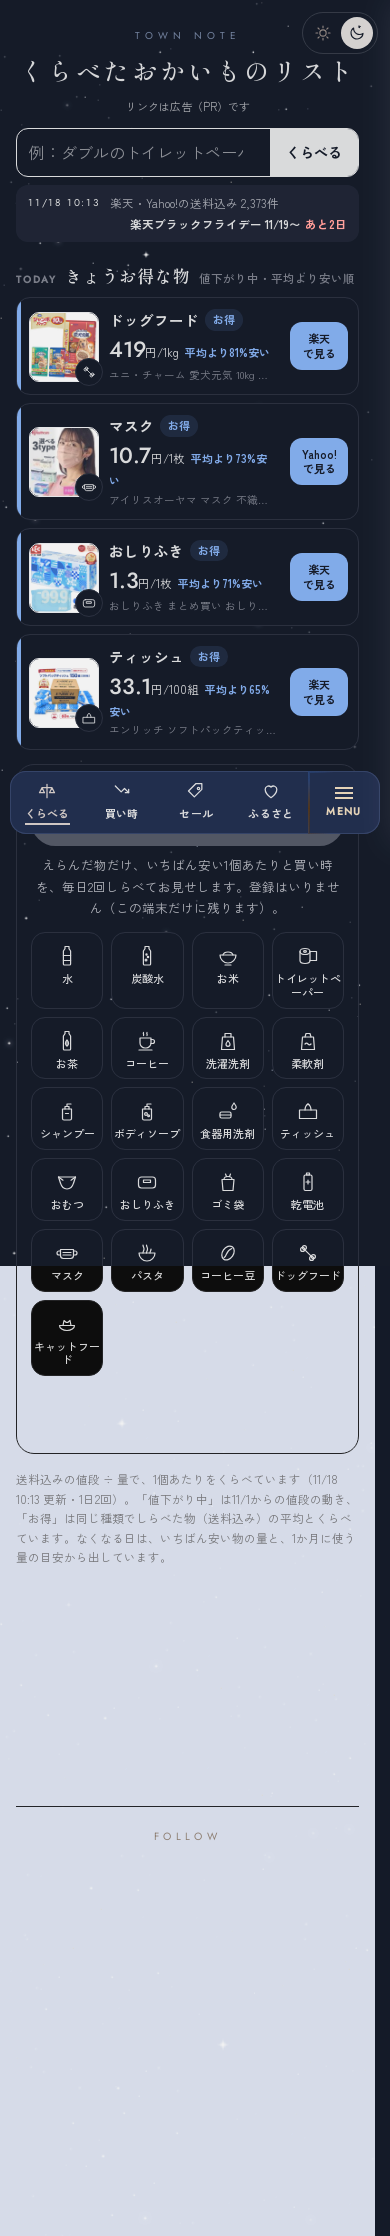 TOWN NOTE
くらべたおかいものリスト
リンクは広告（PR）です
例：ダブルのトイレットペー
くらべる
11/18 10:13 楽天・Yahoo!の送料込み 2,373件
楽天ブラックフライデー 11/19〜 あと2日
TODAY きょうお得な物 値下がり中・平均より安い順
ドッグフード お得
419円/1kg 平均より81%安い
ユニ・チャーム 愛犬元気 10kg ...
楽天
で見る
マスク お得
選べる
3type
10.7円/1枚 平均より73%安
い
アイリスオーヤマ マスク 不織...
Yahoo!
で見る
おしりふき お得
999
1.3円/1枚 平均より71%安い
おしりふき まとめ買い おしり...
楽天
で見る
ティッシュ お得
33.1円/100組 平均より65%
安い
エンリッチ ソフトパックティッ...
楽天
で見る
くらべる
買い時
セール
ふるさと
MENU
えらんだ物だけ、いちばん安い1個あたりと買い時
を、毎日2回しらべてお見せします。登録はいりませ
ん（この端末だけに残ります）。
水
炭酸水
お米
トイレットペ
ーパー
お茶
コーヒー
洗濯洗剤
柔軟剤
シャンプー
ボディソープ
食器用洗剤
ティッシュ
おむつ
おしりふき
ゴミ袋
乾電池
マスク
パスタ
コーヒー豆
ドッグフード
キャットフー
ド
送料込みの値段 ÷ 量で、1個あたりをくらべています（11/18
10:13 更新・1日2回）。「値下がり中」は11/1からの値段の動き、
「お得」は同じ種類でしらべた物（送料込み）の平均とくらべ
ています。なくなる日は、いちばん安い物の量と、1か月に使う
量の目安から出しています。
FOLLOW